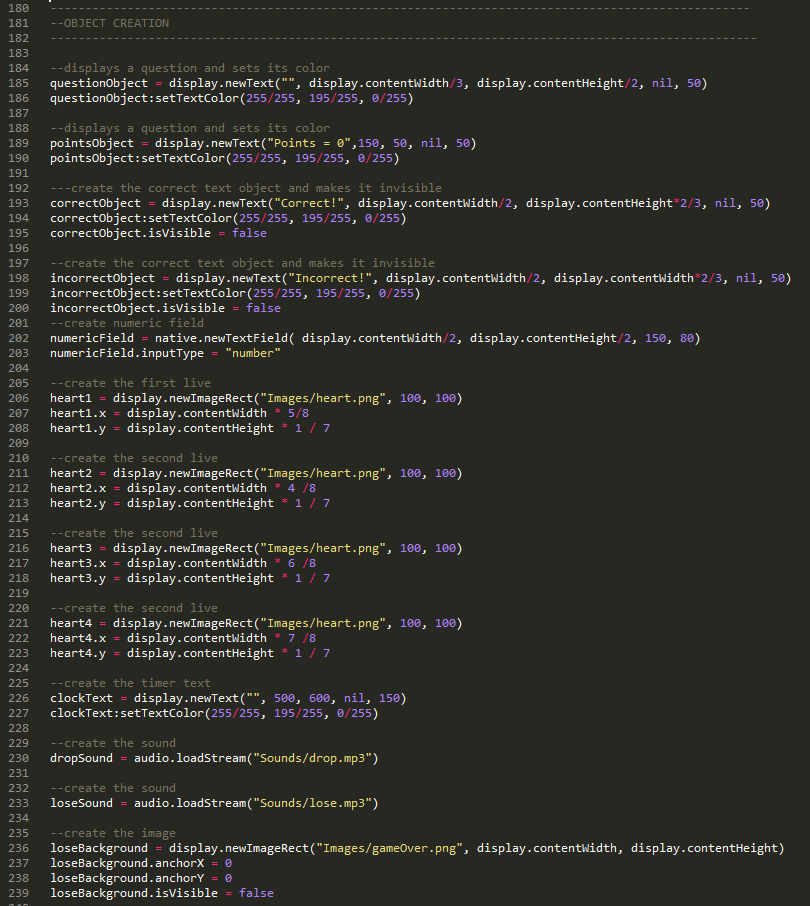 180 -----------------------------------------------------------------------------------------------------
181 --OBJECT CREATION
182 ------------------------------------------------------------------------------------------------------
183
184 --displays a question and sets its color
185 questionObject = display.newText("", display.contentWidth/3, display.contentHeight/2, nil, 50)
186 questionObject:setTextColor(255/255, 195/255, 0/255)
187
188 --displays a question and sets its color
189 pointsObject = display.newText("Points = 0",150, 50, nil, 50)
190 pointsObject:setTextColor(255/255, 195/255, 0/255)
191
192 ---create the correct text object and makes it invisible
193 correctObject = display.newText("Correct!", display.contentWidth/2, display.contentHeight*2/3, nil, 50)
194 correctObject:setTextColor(255/255, 195/255, 0/255)
195 correctObject.isVisible = false
196
197 --create the correct text object and makes it invisible
198 incorrectObject = display.newText("Incorrect!", display.contentWidth/2, display.contentWidth*2/3, nil, 50)
199 incorrectObject:setTextColor(255/255, 195/255, 0/255)
200 incorrectObject.isVisible = false
201 --create numeric field
202 numericField = native.newTextField( display.contentWidth/2, display.contentHeight/2, 150, 80)
203 numericField.inputType = "number"
204
205 --create the first live
206 heart1 = display.newImageRect("Images/heart.png", 100, 100)
207 heart1.x = display.contentWidth * 5/8
208 heart1.y = display.contentHeight * 1 / 7
209
210 --create the second live
211 heart2 = display.newImageRect("Images/heart.png", 100, 100)
212 heart2.x = display.contentWidth * 4 /8
213 heart2.y = display.contentHeight * 1 / 7
214
215 --create the second live
216 heart3 = display.newImageRect("Images/heart.png", 100, 100)
217 heart3.x = display.contentWidth * 6 /8
218 heart3.y = display.contentHeight * 1 / 7
219
220 --create the second live
221 heart4 = display.newImageRect("Images/heart.png", 100, 100)
222 heart4.x = display.contentWidth * 7 /8
223 heart4.y = display.contentHeight * 1 / 7
224
225 --create the timer text
226 clockText = display.newText("", 500, 600, nil, 150)
227 clockText:setTextColor(255/255, 195/255, 0/255)
228
229 --create the sound
230 dropSound = audio.loadStream("Sounds/drop.mp3")
231
232 --create the sound
233 loseSound = audio.loadStream("Sounds/lose.mp3")
234
235 --create the image
236 loseBackground = display.newImageRect("Images/gameOver.png", display.contentWidth, display.contentHeight)
237 loseBackground.anchorX = 0
238 loseBackground.anchorY = 0
239 loseBackground.isVisible = false